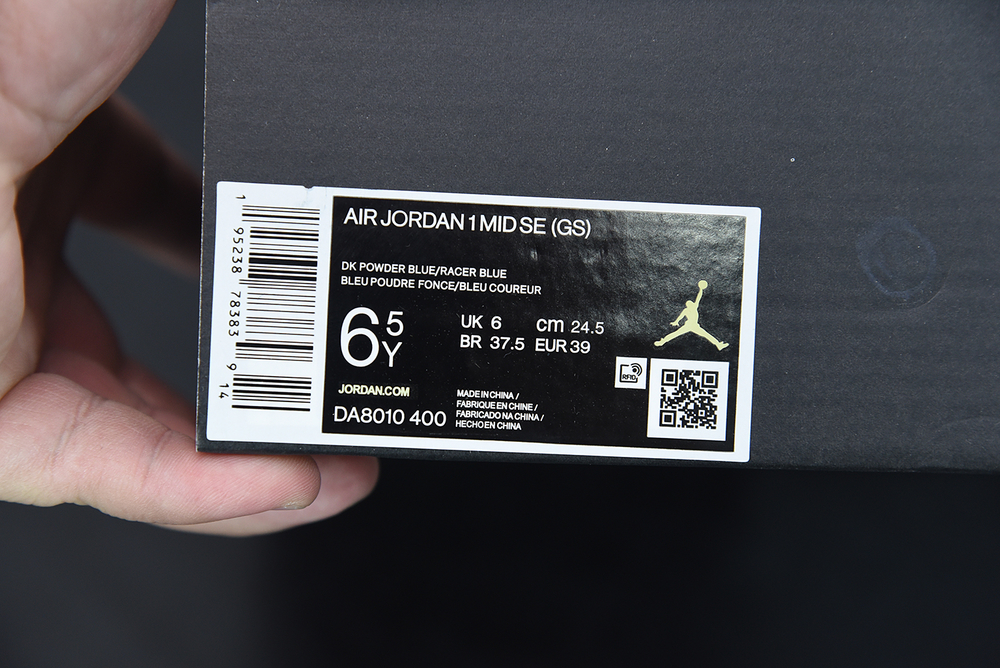 AIR JORDAN 1 MID SE (GS)
DK POWDER BLUE/RACER BLUE
BLEU POUDRE FONCE/BLEU COUREUR
6 5 Y
UK 6 cm 24.5
BR 37.5 EUR 39
RFID
JORDAN.COM
DA8010 400
MADE IN CHINA /
FABRIQUE EN CHINE /
FABRICADO NA CHINA /
HECHO EN CHINA
1 95238 78383 9 14